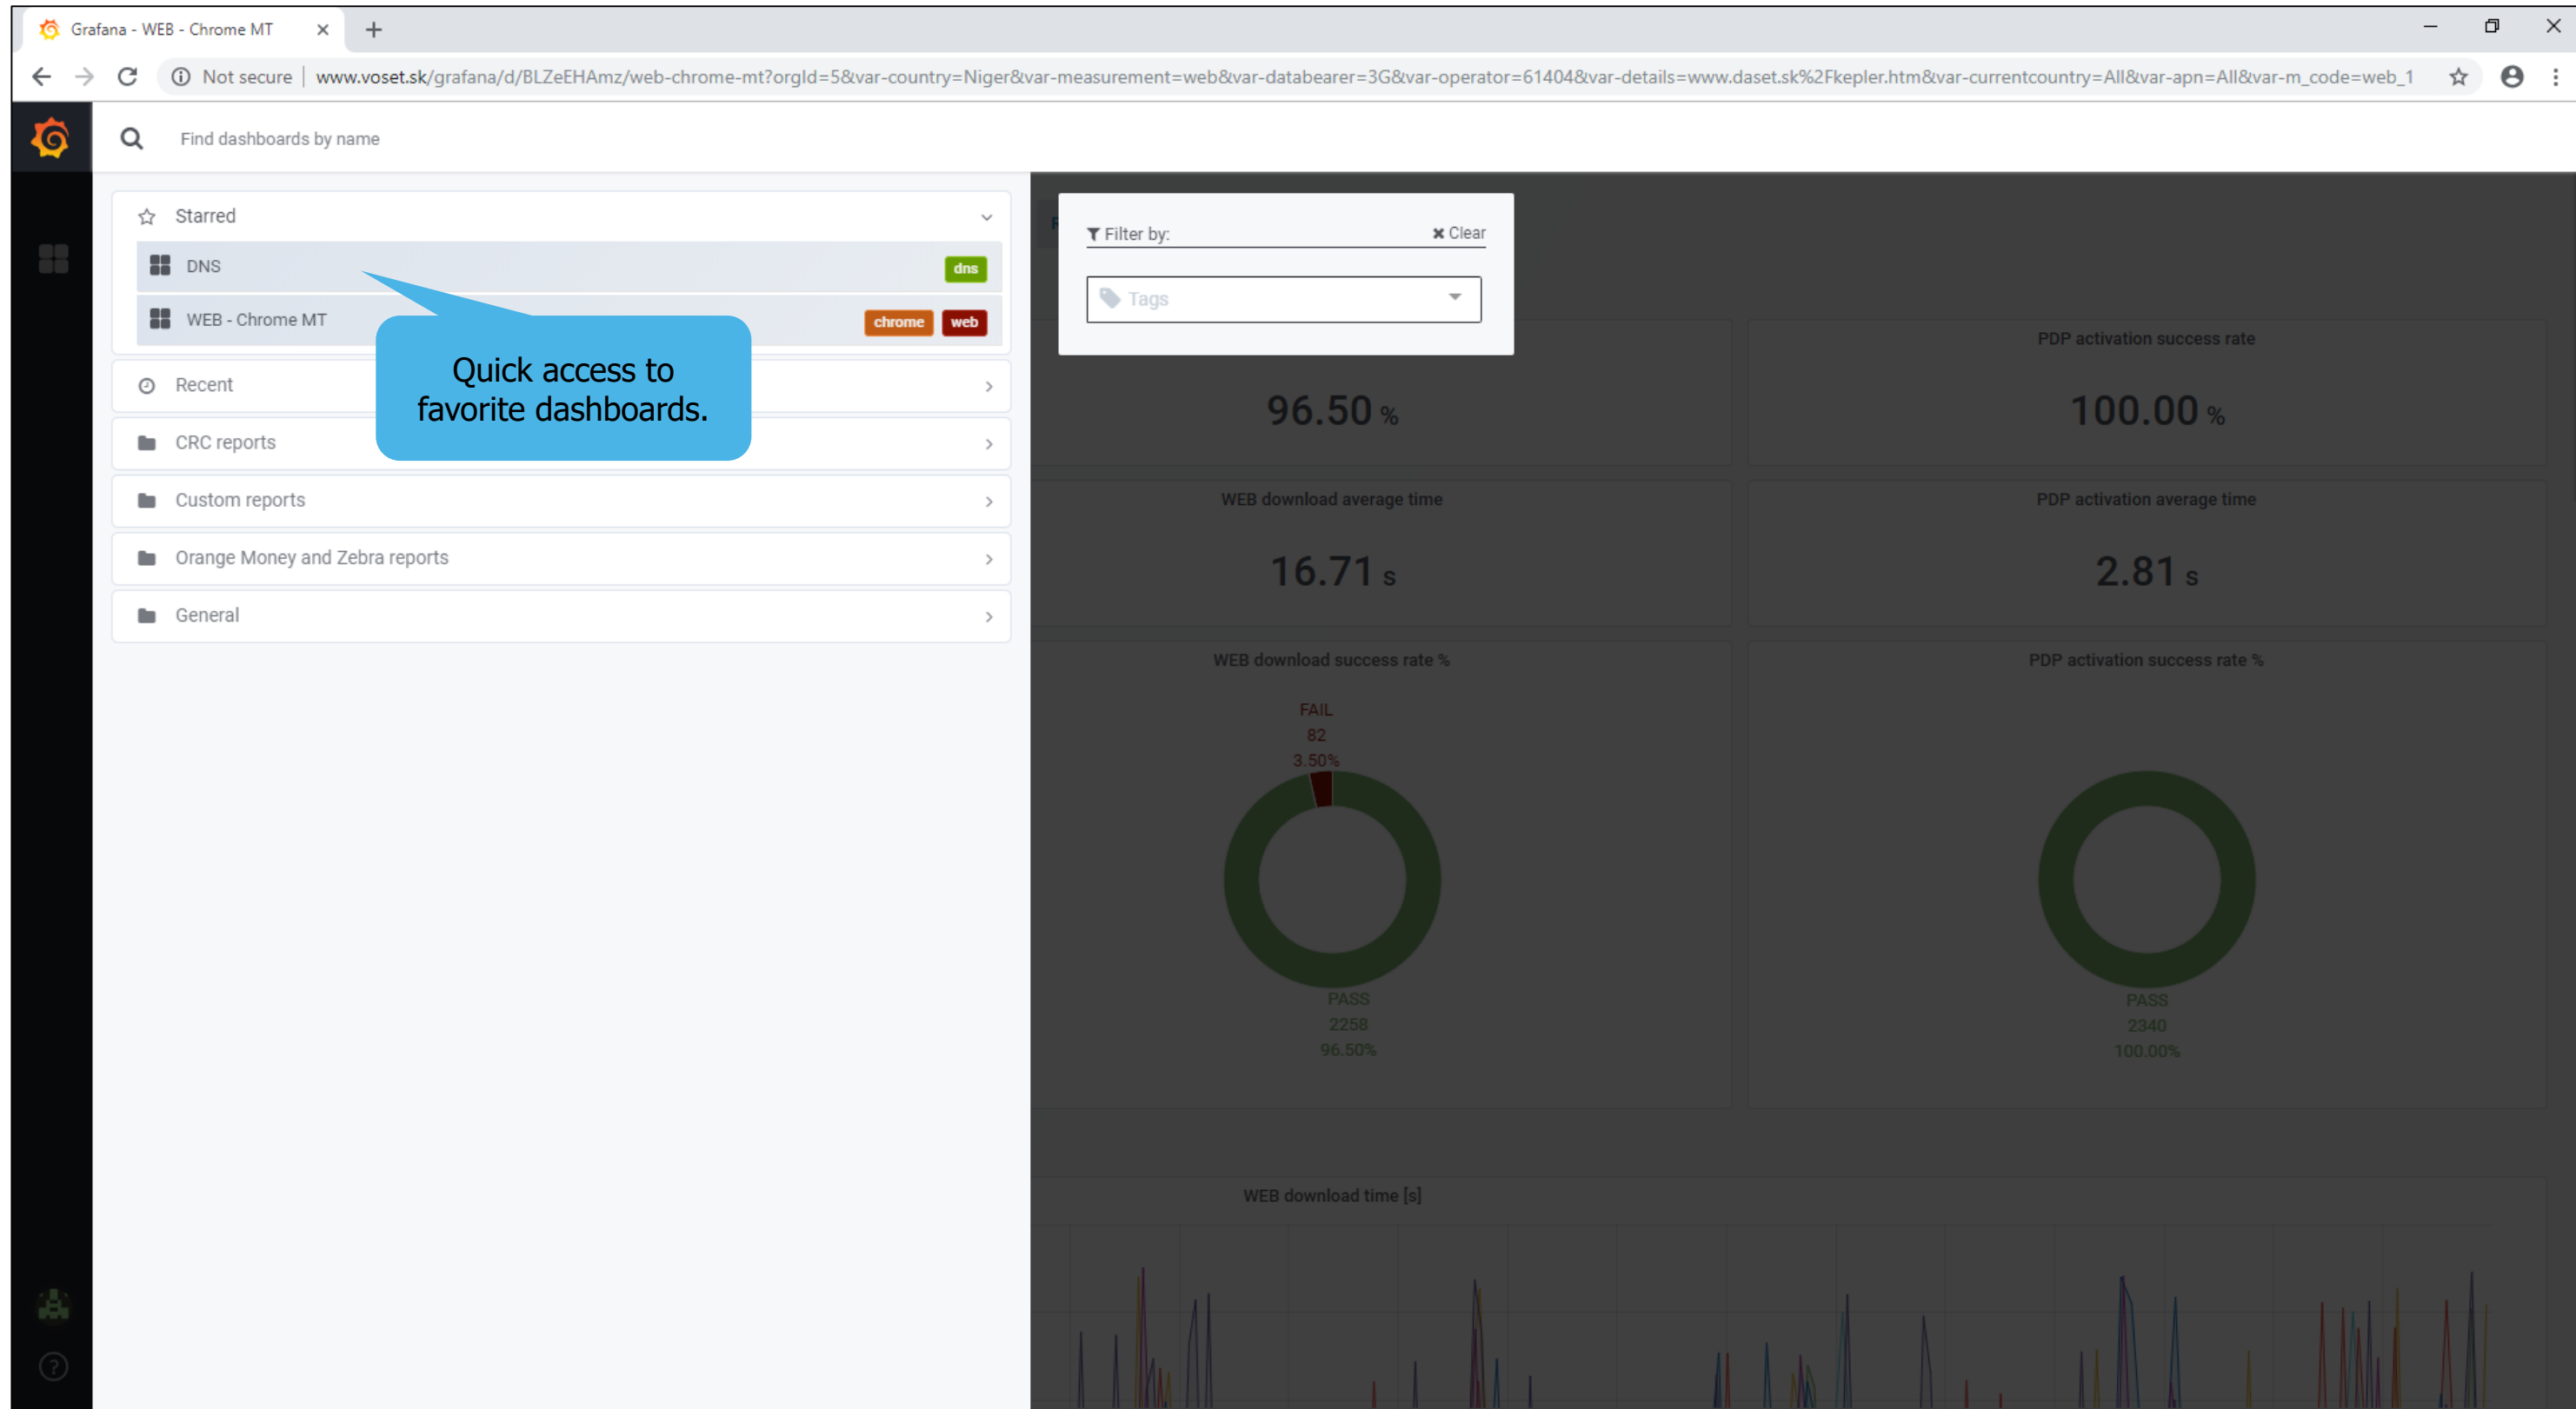 Grafana - WEB - Chrome MT
Not secure | www.voset.sk/grafana/d/BLZeEHAmz/web-chrome-mt?orgId=5&var-country=Niger&var-measurement=web&var-databearer=3G&var-operator=61404&var-details=www.daset.sk%2Fkepler.htm&var-currentcountry=All&var-apn=All&var-m_code=web_1
Find dashboards by name
Starred
DNS
dns
WEB - Chrome MT
chrome web
Quick access to
favorite dashboards.
Recent
CRC reports
Custom reports
Orange Money and Zebra reports
General
Filter by:
Clear
Tags
PDP activation success rate
96.50 %
100.00 %
WEB download average time
PDP activation average time
16.71 s
2.81 s
WEB download success rate %
PDP activation success rate %
FAIL
82
3.50%
PASS
2258
96.50%
PASS
2340
100.00%
WEB download time [s]